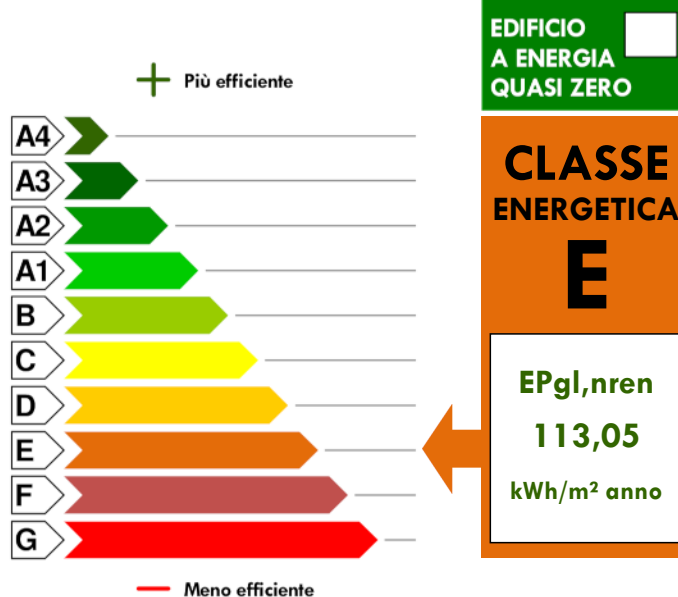 EDIFICIO
A ENERGIA
QUASI ZERO
Più efficiente
A4
A3
A2
A1
B
C
D
E
F
G
Meno efficiente
CLASSE
ENERGETICA
E
EPgl,nren
113,05
kWh/m² anno